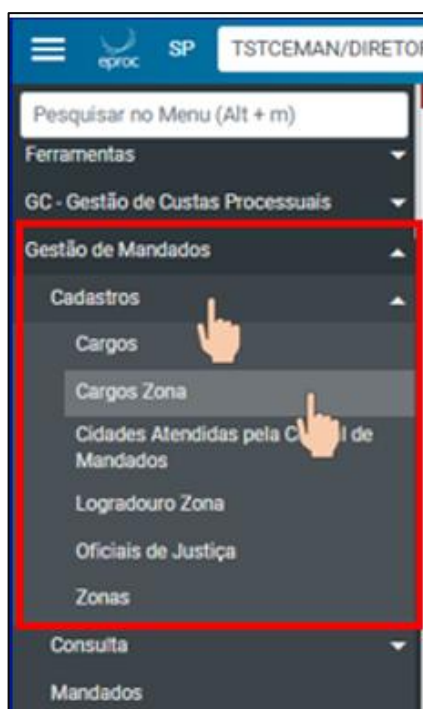 eproc SP TSTCEMAN/DIRETOR
Pesquisar no Menu (Alt + m)
Ferramentas
GC - Gestão de Custas Processuais
Gestão de Mandados
Cadastros
Cargos
Cargos Zona
Cidades Atendidas pela C l de
Mandados
Logradouro Zona
Oficiais de Justiça
Zonas
Consulta
Mandados